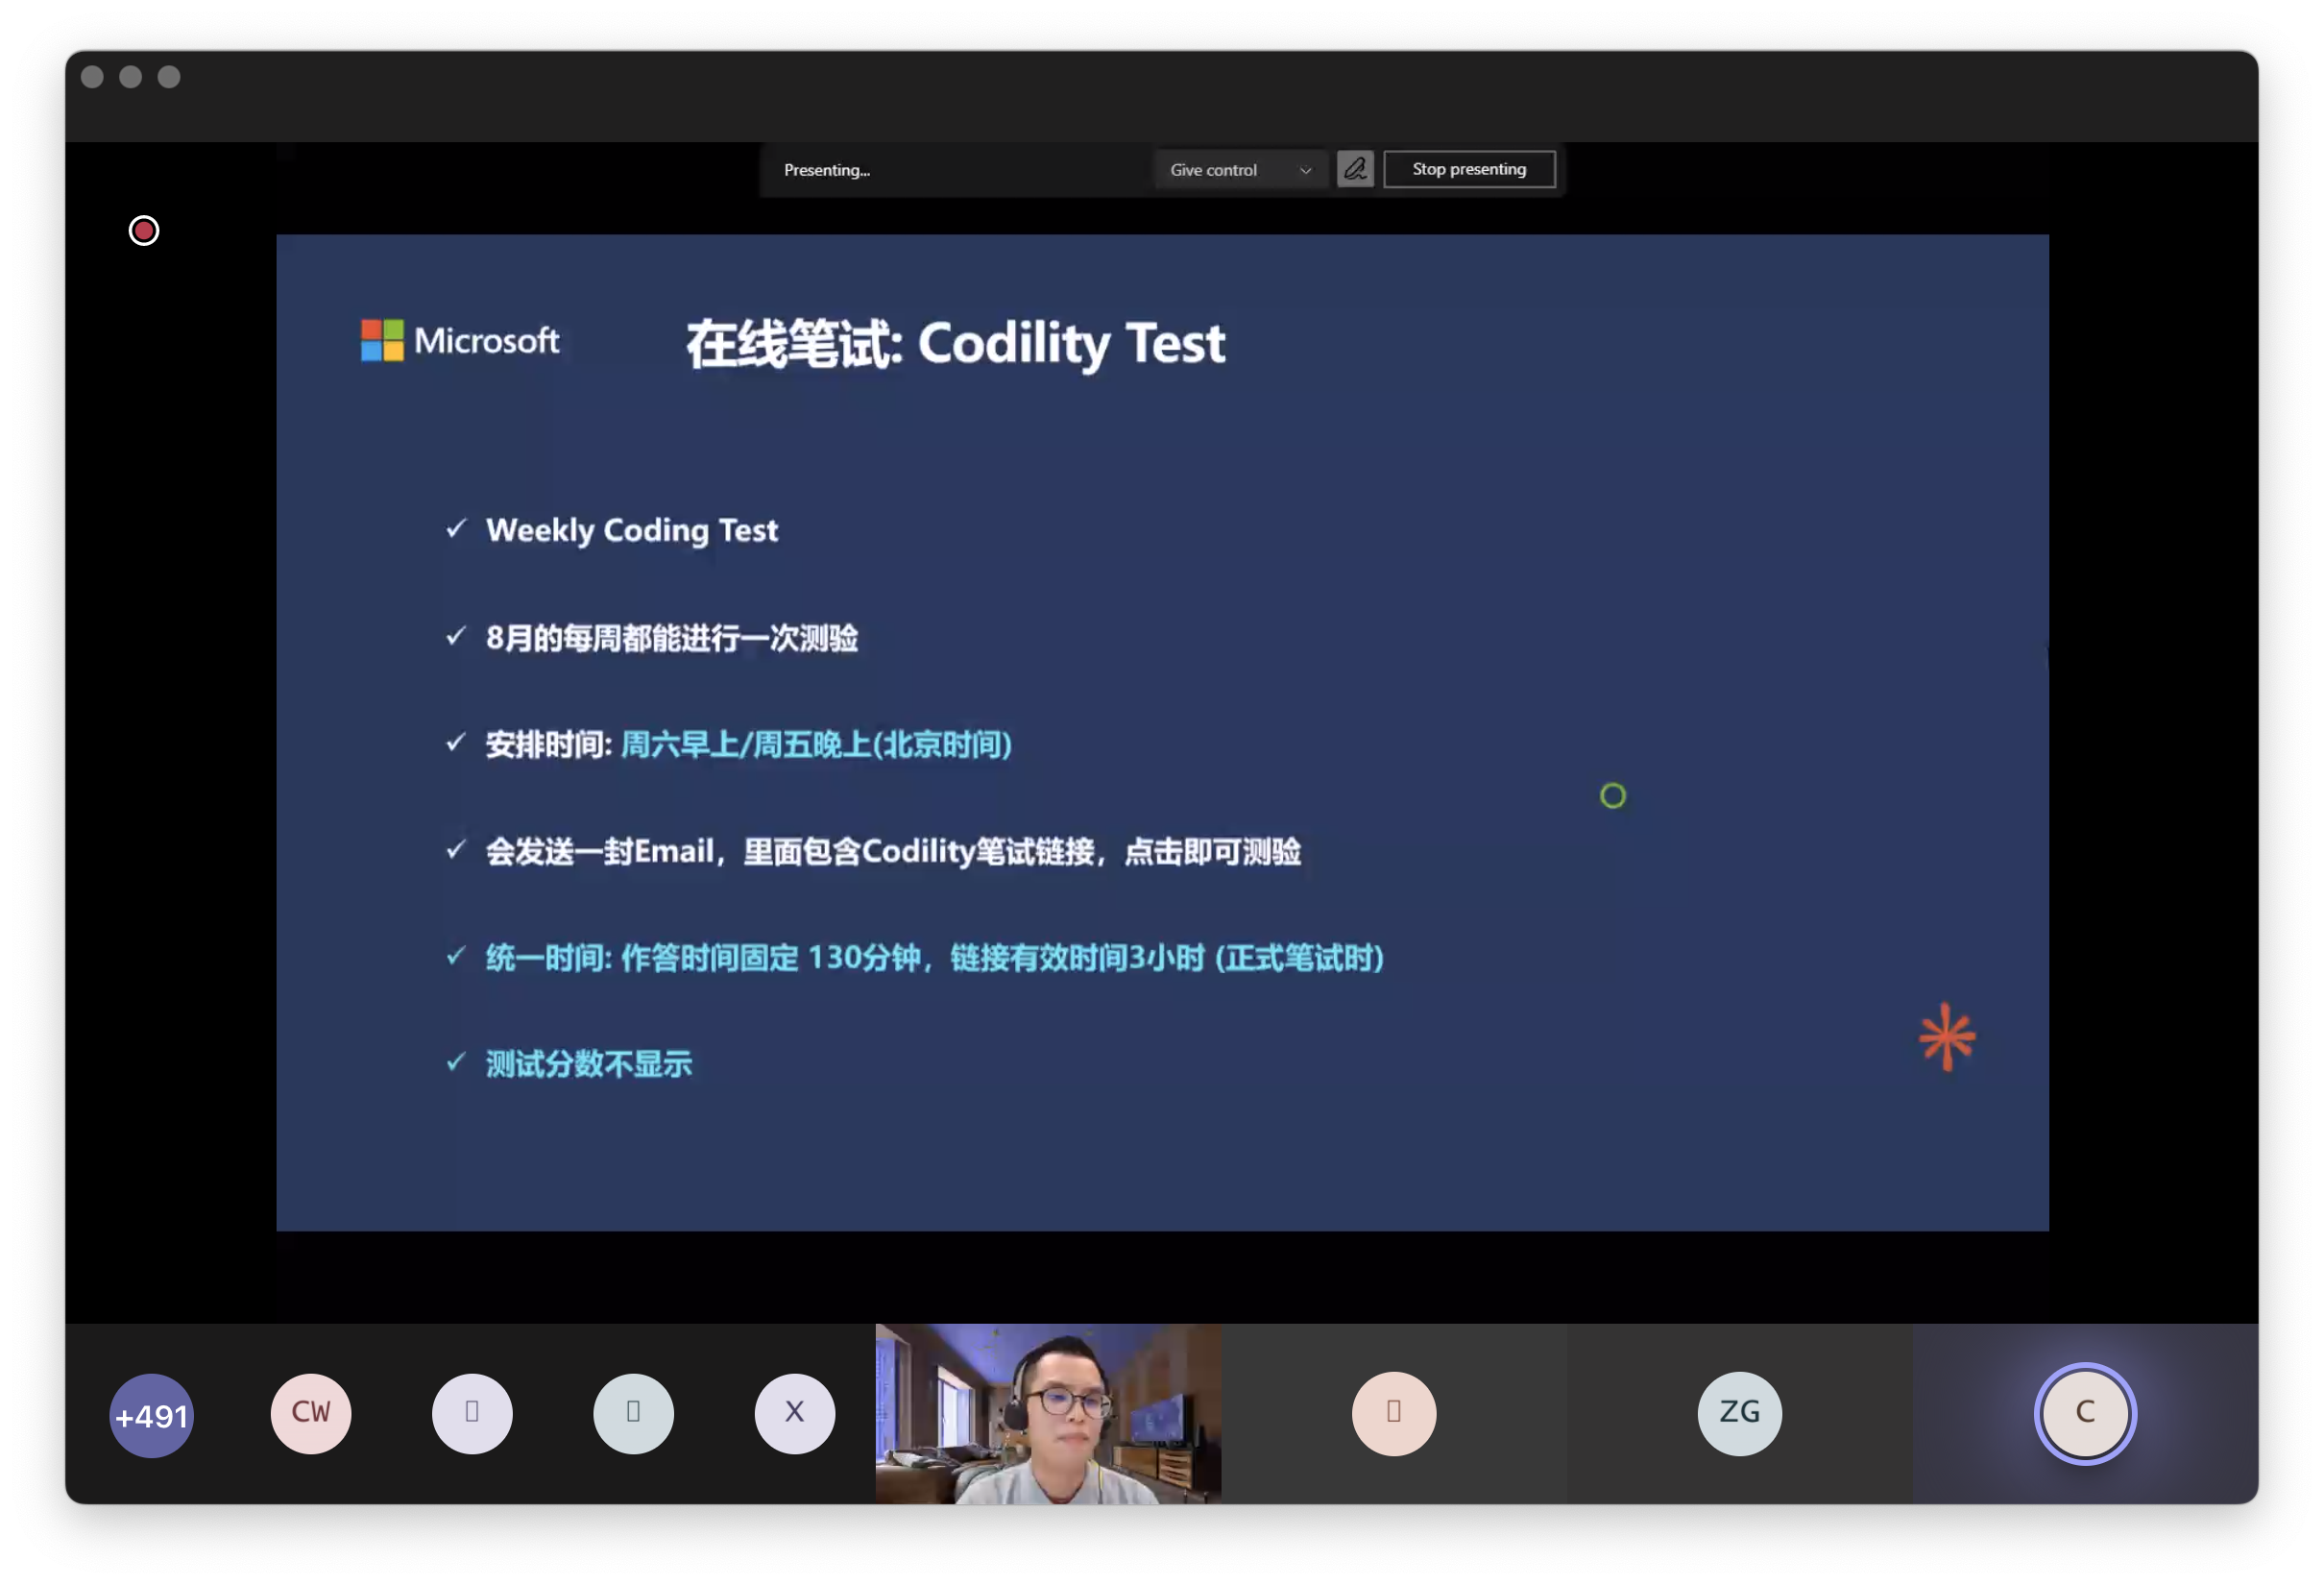 Presenting...
Give control
Stop presenting
Microsoft
在线笔试: Codility Test
✓ Weekly Coding Test
✓ 8月的每周都能进行一次测验
✓ 安排时间: 周六早上/周五晚上(北京时间)
✓ 会发送一封Email，里面包含Codility笔试链接，点击即可测验
✓ 统一时间: 作答时间固定 130分钟，链接有效时间3小时 (正式笔试时)
✓ 测试分数不显示
+491
CW
X
ZG
C